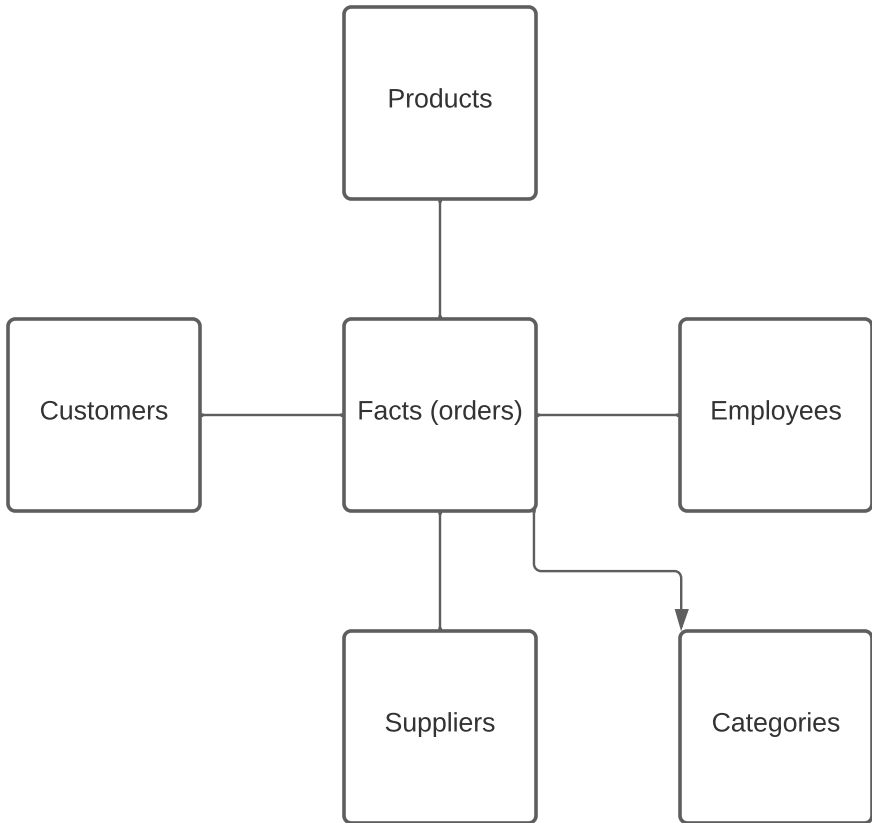 Products
Customers
Facts (orders)
Employees
Suppliers
Categories